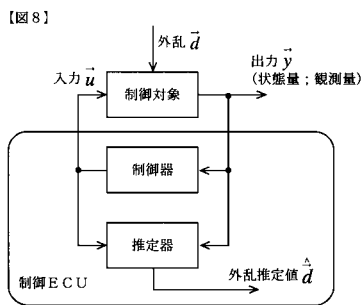 【図8】
外乱 d
入力 u
制御対象
出力 y
(状態量;観測量)
制御器
推定器
制御ECU
外乱推定値 d̂